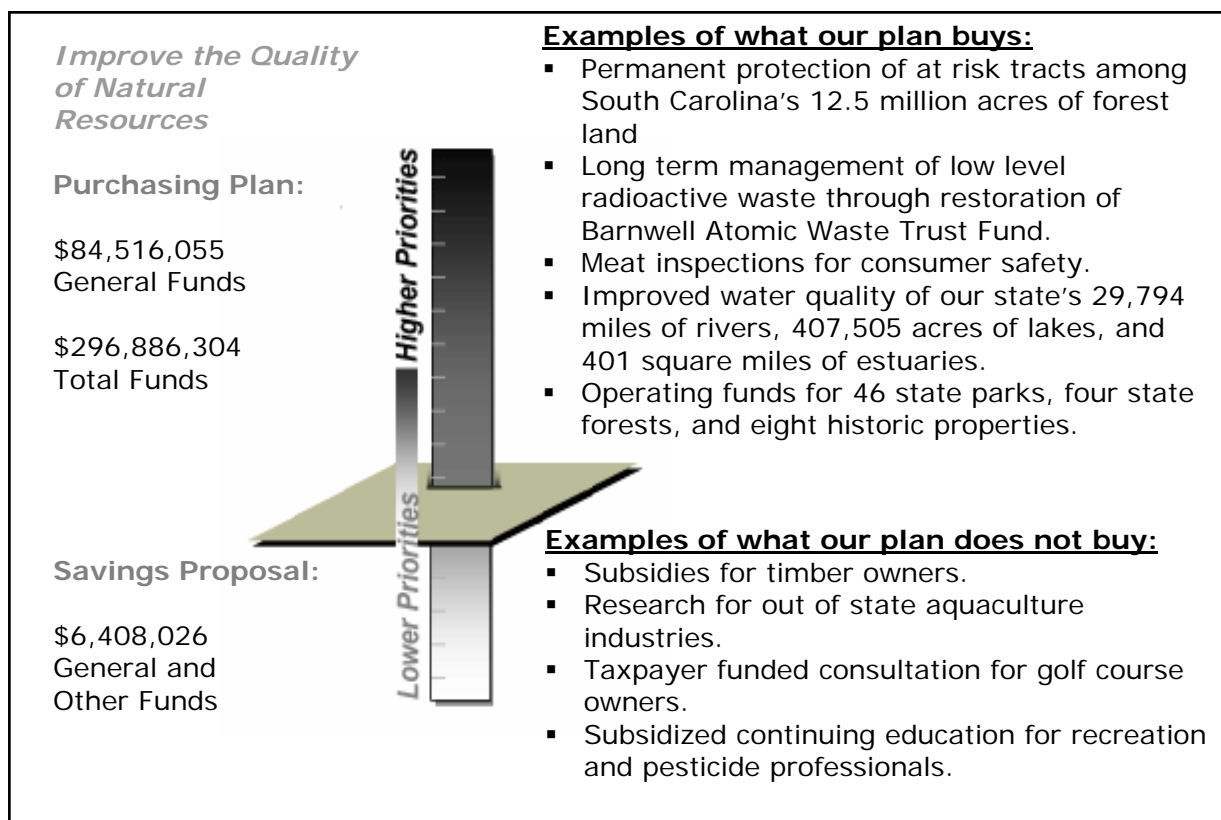 Improve the Quality
of Natural
Resources
Purchasing Plan:
$84,516,055
General Funds
$296,886,304
Total Funds
Higher Priorities
Lower Priorities
Savings Proposal:
$6,408,026
General and
Other Funds
Examples of what our plan buys:
▪ Permanent protection of at risk tracts among
South Carolina's 12.5 million acres of forest
land
▪ Long term management of low level
radioactive waste through restoration of
Barnwell Atomic Waste Trust Fund.
▪ Meat inspections for consumer safety.
▪ Improved water quality of our state's 29,794
miles of rivers, 407,505 acres of lakes, and
401 square miles of estuaries.
▪ Operating funds for 46 state parks, four state
forests, and eight historic properties.
Examples of what our plan does not buy:
▪ Subsidies for timber owners.
▪ Research for out of state aquaculture
industries.
▪ Taxpayer funded consultation for golf course
owners.
▪ Subsidized continuing education for recreation
and pesticide professionals.